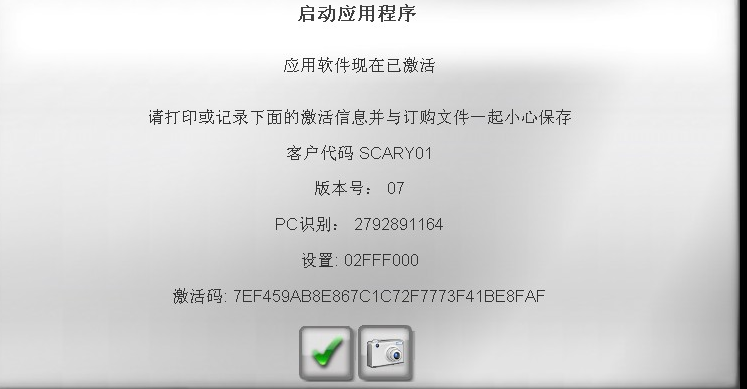 启动应用程序
应用软件现在已激活
请打印或记录下面的激活信息并与订购文件一起小心保存
客户代码 SCARY01
版本号： 07
PC识别： 2792891164
设置: 02FFF000
激活码: 7EF459AB8E867C1C72F7773F41BE8FAF